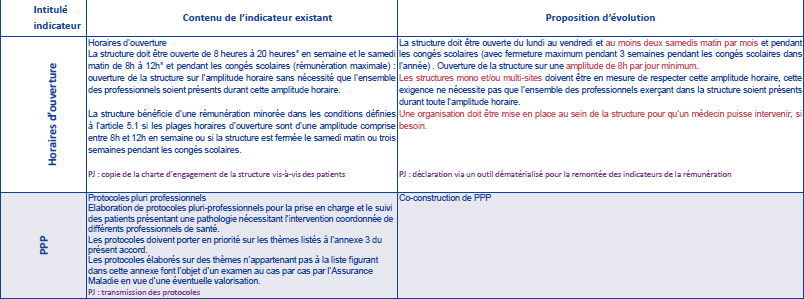 Intitulé
indicateur
Contenu de l'indicateur existant
Proposition d'évolution
Horaires d'ouverture
Horaires d'ouverture
La structure doit être ouverte de 8 heures à 20 heures* en semaine et le samedi
matin de 8h à 12h* et pendant les congés scolaires (rémunération maximale) :
ouverture de la structure sur l'amplitude horaire sans nécessité que l'ensemble
des professionnels soient présents durant cette amplitude horaire.
La structure bénéficie d'une rémunération minorée dans les conditions définies
à l'article 5.1 si les plages horaires d'ouverture sont d'une amplitude comprise
entre 8h et 12h en semaine ou si la structure est fermée le samedi matin ou trois
semaines pendant les congés scolaires.
PJ : copie de la charte d'engagement de la structure vis-à-vis des patients
La structure doit être ouverte du lundi au vendredi et au moins deux samedis matin par mois et pendant
les congés scolaires (avec fermeture maximum pendant 3 semaines pendant les congés scolaires dans
l'année) . Ouverture de la structure sur une amplitude de 8h par jour minimum.
Les structures mono et/ou multi-sites doivent être en mesure de respecter cette amplitude horaire, cette
exigence ne nécessite pas que l'ensemble des professionnels exerçant dans la structure soient présents
durant toute l'amplitude horaire.
Une organisation doit être mise en place au sein de la structure pour qu'un médecin puisse intervenir, si
besoin.
PJ : déclaration via un outil dématérialisé pour la remontée des indicateurs de la rémunération
PPP
Protocoles pluri professionnels
Elaboration de protocoles pluri-professionnels pour la prise en charge et le suivi
des patients présentant une pathologie nécessitant l'intervention coordonnée de
différents professionnels de santé.
Les protocoles doivent porter en priorité sur les thèmes listés à l'annexe 3 du
présent accord.
Les protocoles élaborés sur des thèmes n'appartenant pas à la liste figurant
dans cette annexe font l'objet d'un examen au cas par cas par l'Assurance
Maladie en vue d'une éventuelle valorisation.
PJ : transmission des protocoles
Co-construction de PPP